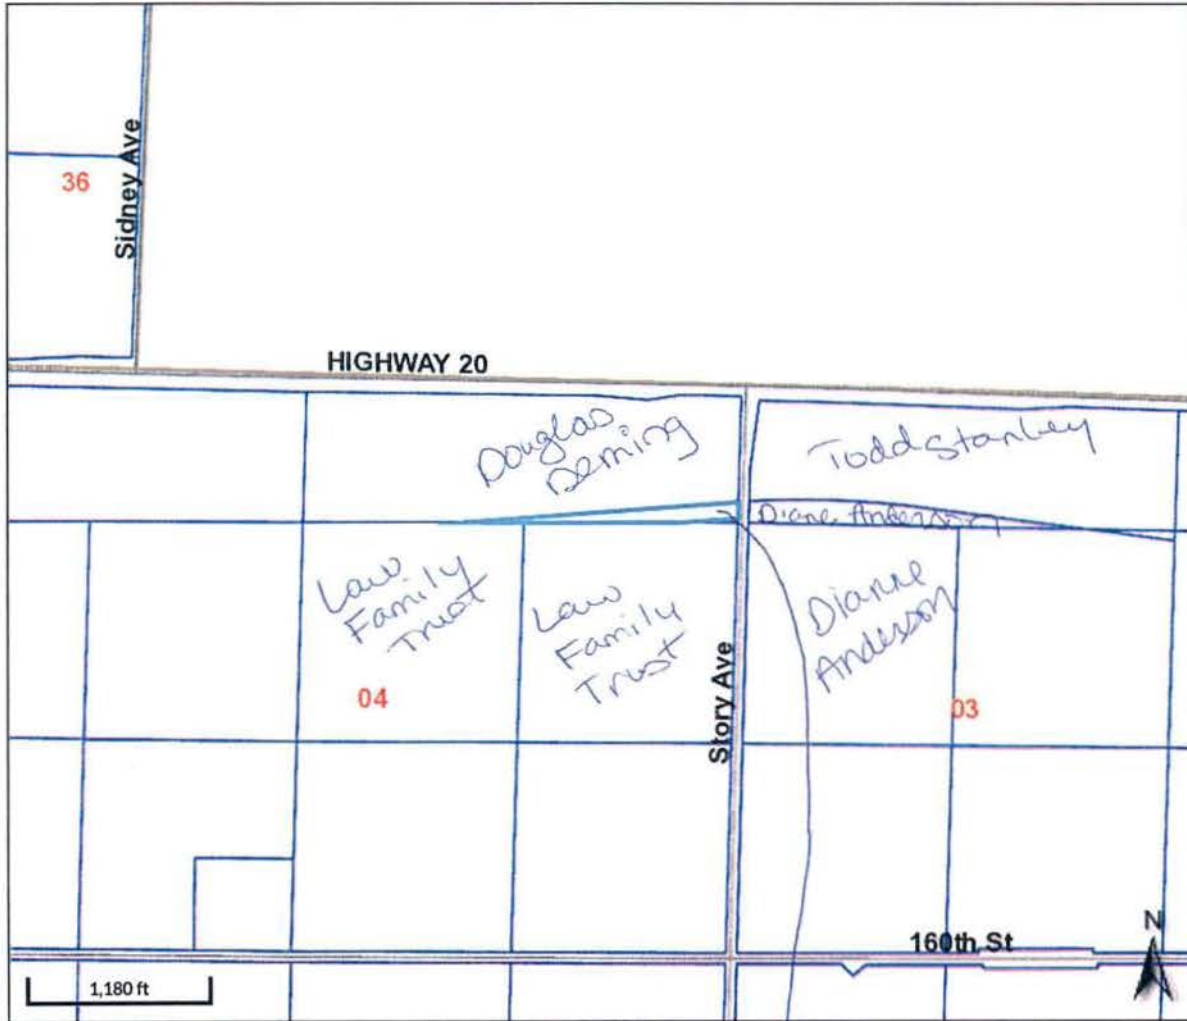 Sidney Ave
36
HIGHWAY 20
Douglas
Deming
Todd Stanley
Diane Anderson
Law
Family
Trust
Law
Family
Trust
Dianne
Anderson
04
Story Ave
03
160th St
N
1,180 ft